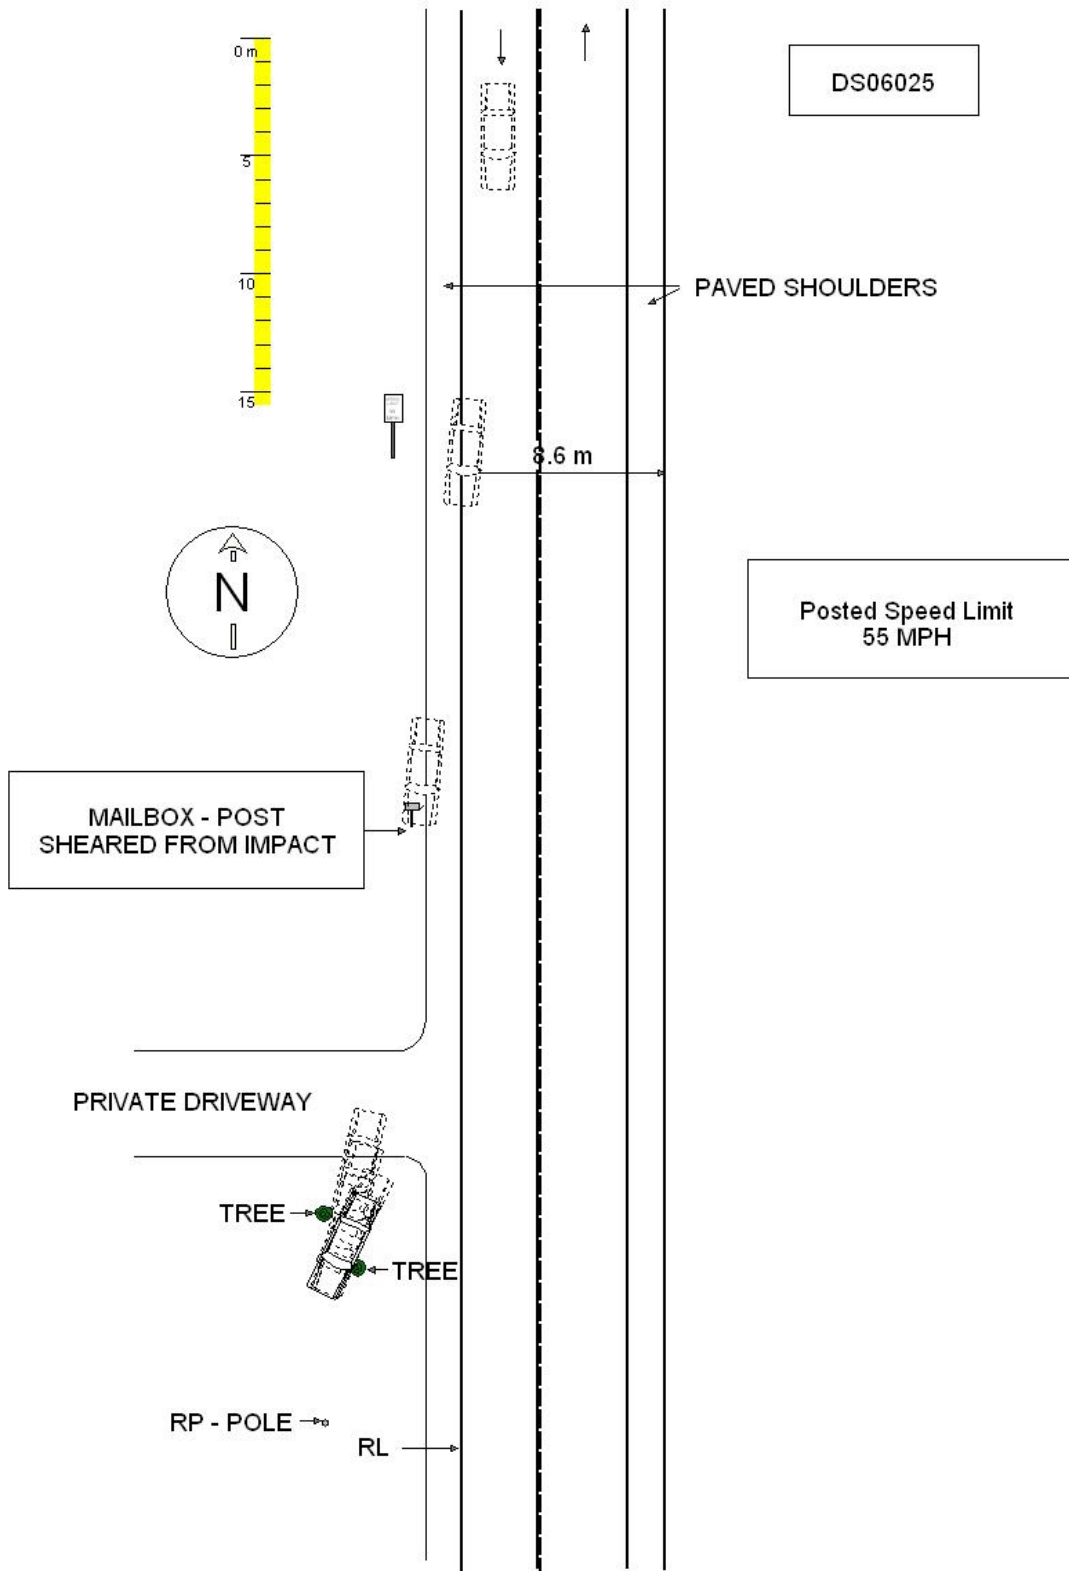 0 m
5
10
15
DS06025
PAVED SHOULDERS
8.6 m
N
Posted Speed Limit
55 MPH
MAILBOX - POST
SHEARED FROM IMPACT
PRIVATE DRIVEWAY
TREE
TREE
RP - POLE
RL